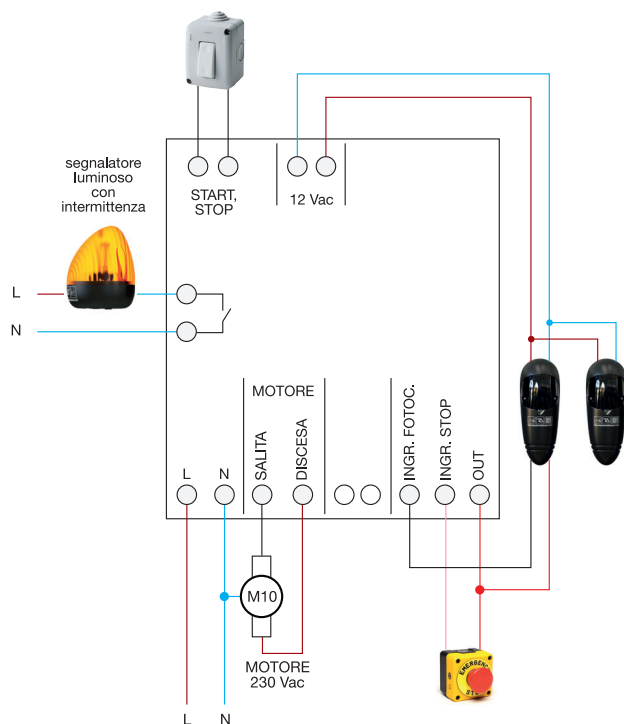 segnalatore
luminoso
con
intermittenza
START,
STOP
12 Vac
L
N
MOTORE
L
N
SALITA
DISCESA
INGR. FOTOC.
INGR. STOP
OUT
M10
MOTORE
230 Vac
L
N